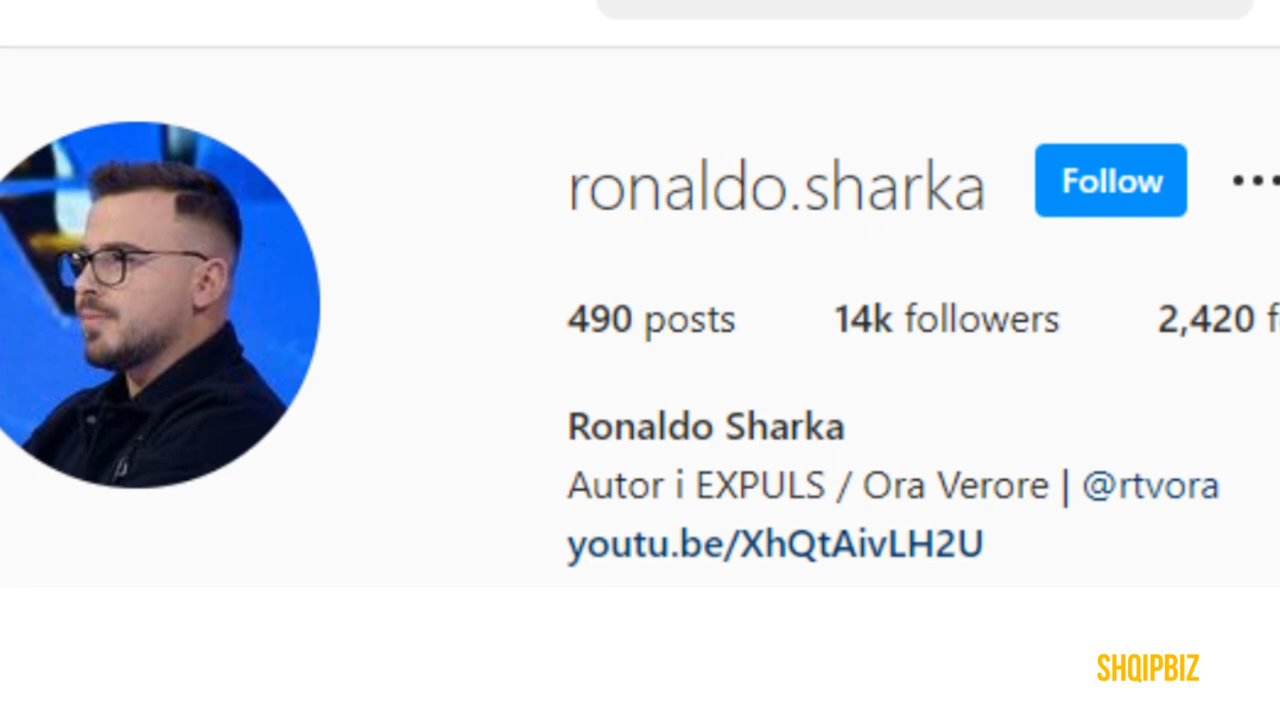 ronaldo.sharka Follow
490 posts 14k followers 2,420
Ronaldo Sharka
Autor i EXPULS / Ora Verore | @rtvora
youtu.be/XhQtAivLH2U
SHQIPBIZ